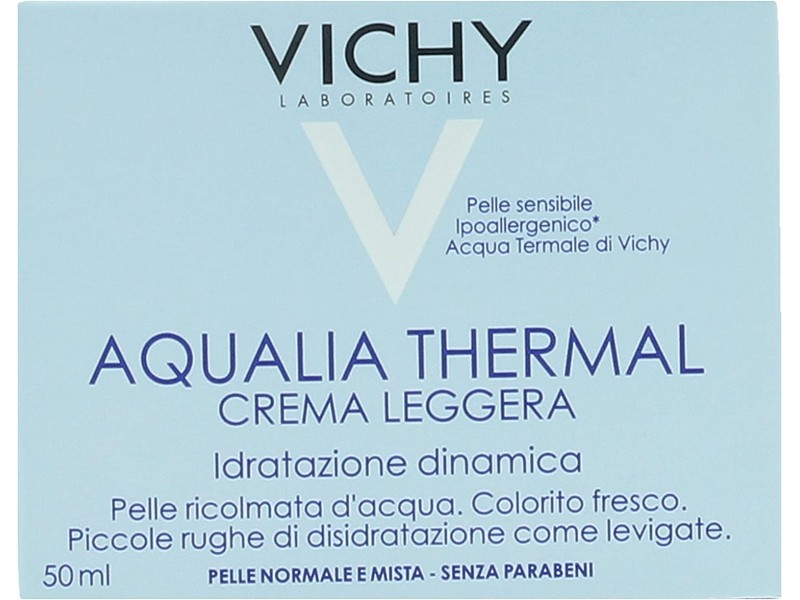 VICHY
LABORATOIRES
V
Pelle sensibile
Ipoallergenico*
Acqua Termale di Vichy
AQUALIA THERMAL
CREMA LEGGERA
Idratazione dinamica
Pelle ricolmata d'acqua. Colorito fresco.
Piccole rughe di disidratazione come levigate.
50 ml
PELLE NORMALE E MISTA - SENZA PARABENI